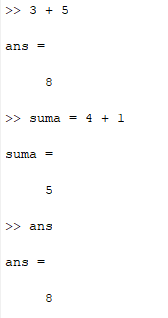 >> 3 + 5
ans =
8
>> suma = 4 + 1
suma =
5
>> ans
ans =
8